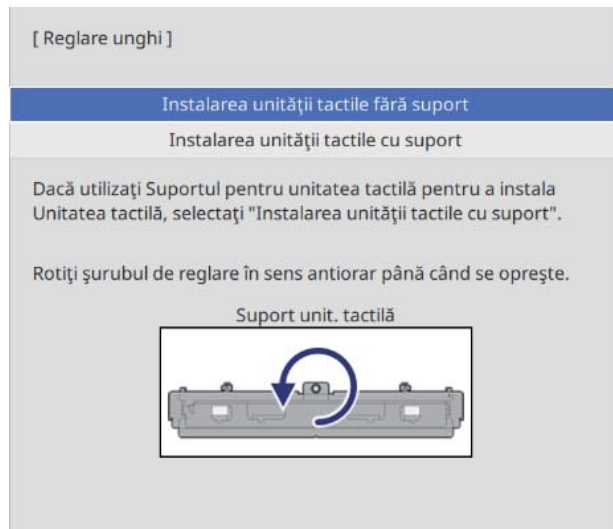 [ Reglare unghi ]
Instalarea unităţii tactile fără suport
Instalarea unităţii tactile cu suport
Dacă utilizaţi Suportul pentru unitatea tactilă pentru a instala
Unitatea tactilă, selectaţi "Instalarea unităţii tactile cu suport".
Rotiţi şurubul de reglare în sens antiorar până când se opreşte.
Suport unit. tactilă